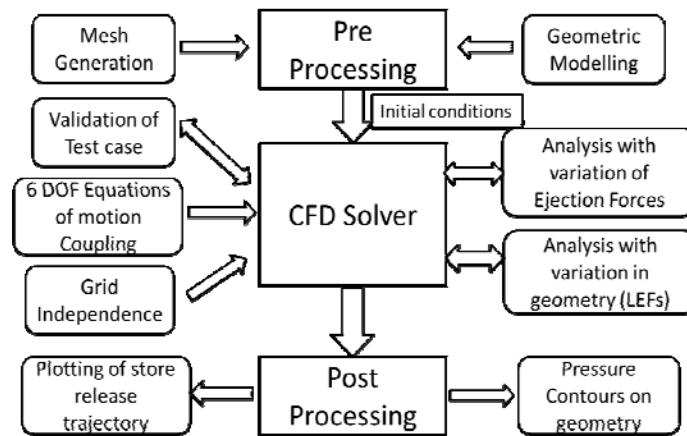 Mesh
Generation
Pre
Processing
Geometric
Modelling
Initial conditions
Validation of
Test case
6 DOF Equations
of motion
Coupling
Grid
Independence
CFD Solver
Analysis with
variation of
Ejection Forces
Analysis with
variation in
geometry (LEFs)
Plotting of store
release
trajectory
Post
Processing
Pressure
Contours on
geometry